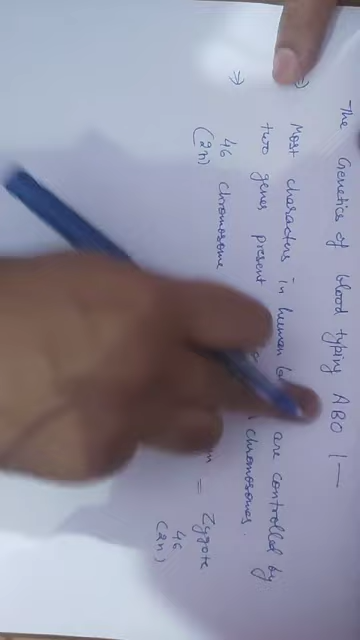 The Genetics of blood typing ABO :-
=> Most characters in human are controlled by
two genes present chromosomes.
=> 46 chromosome = Zygote
(2n) 46
(2n)